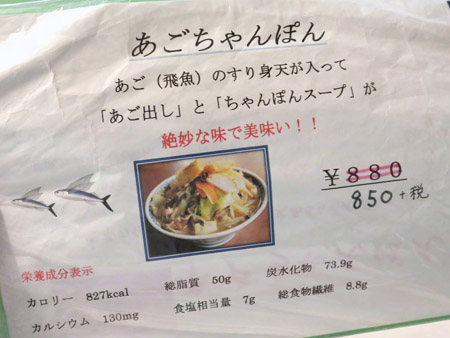 あごちゃんぽん
あご（飛魚）のすり身天が入って
「あご出し」と「ちゃんぽんスープ」が
絶妙な味で美味い！！
¥880
850+税
栄養成分表示
カロリー 827kcal 総脂質 50g 炭水化物 73.9g
カルシウム 130mg 食塩相当量 7g 総食物繊維 8.8g